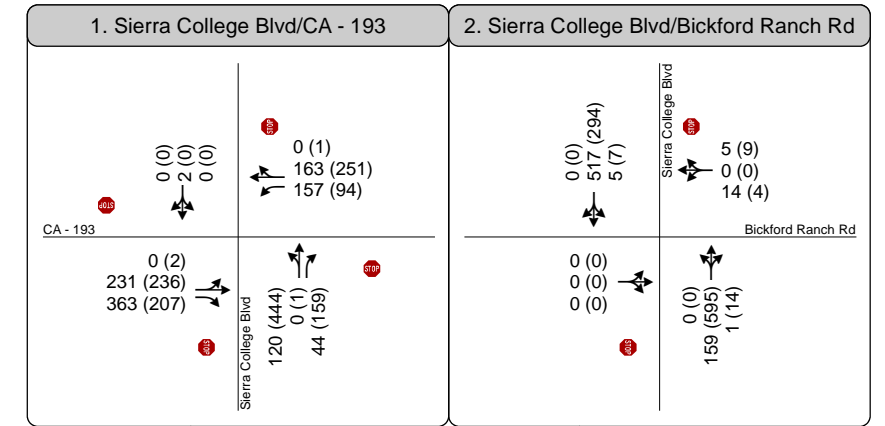 1. Sierra College Blvd/CA - 193
STOP
0 (0)
2 (0)
0 (0)
0 (1)
163 (251)
157 (94)
STOP
CA - 193
0 (2)
231 (236)
363 (207)
STOP
Sierra College Blvd
120 (444)
0 (1)
44 (159)
STOP
2. Sierra College Blvd/Bickford Ranch Rd
Sierra College Blvd
STOP
0 (0)
517 (294)
5 (7)
5 (9)
0 (0)
14 (4)
Bickford Ranch Rd
0 (0)
0 (0)
0 (0)
0 (0)
159 (595)
1 (14)
STOP